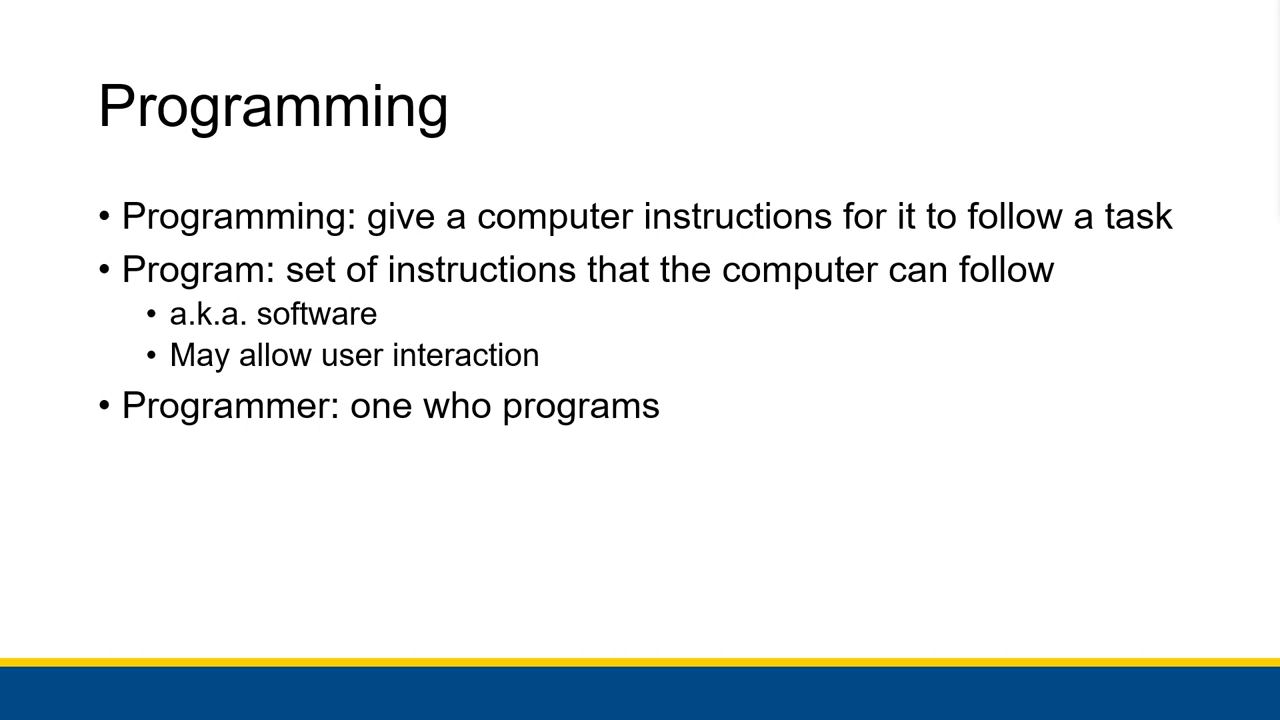 Programming
• Programming: give a computer instructions for it to follow a task
• Program: set of instructions that the computer can follow
• a.k.a. software
• May allow user interaction
• Programmer: one who programs